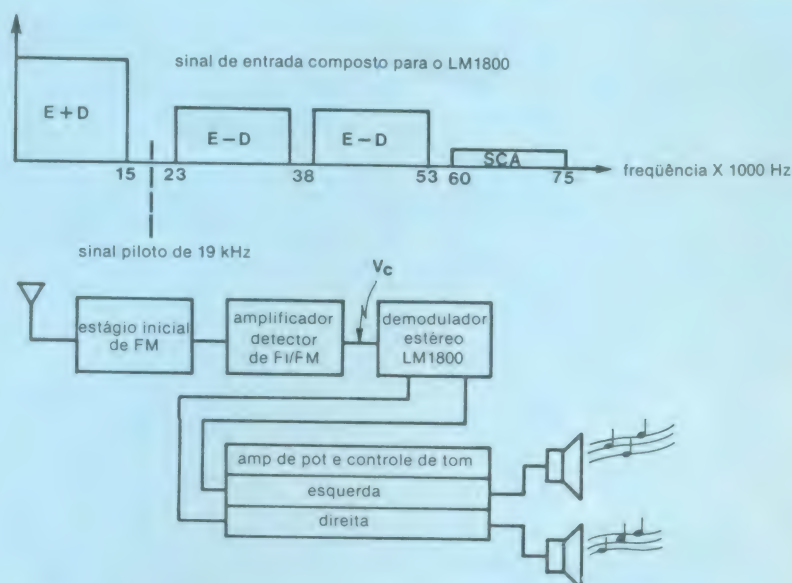 sinal de entrada composto para o LM1800
E+D
E-D
E-D
SCA
15 23 38 53 60 75 freqüência X 1000 Hz
sinal piloto de 19 kHz
Vc
estágio inicial
de FM
amplificador
detector
de FI/FM
demodulador
estéreo
LM1800
amp de pot e controle de tom
esquerda
direita